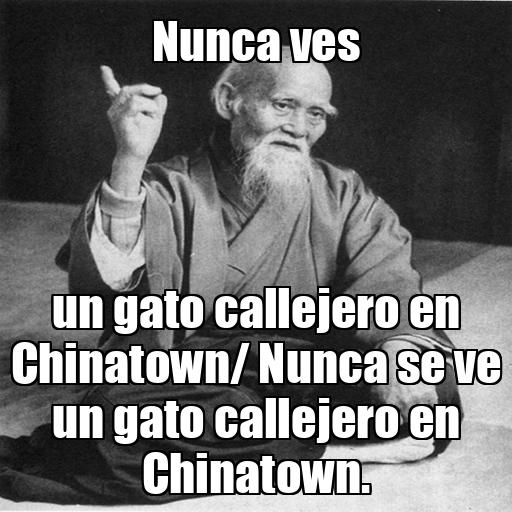 Nunca ves
un gato callejero en
Chinatown/ Nunca se ve
un gato callejero en
Chinatown.